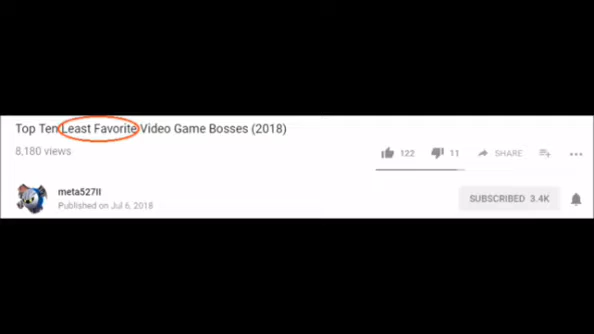 Top Ten Least Favorite Video Game Bosses (2018)
8,180 views
122
11
SHARE
meta527II
Published on Jul 6, 2018
SUBSCRIBED 3.4K